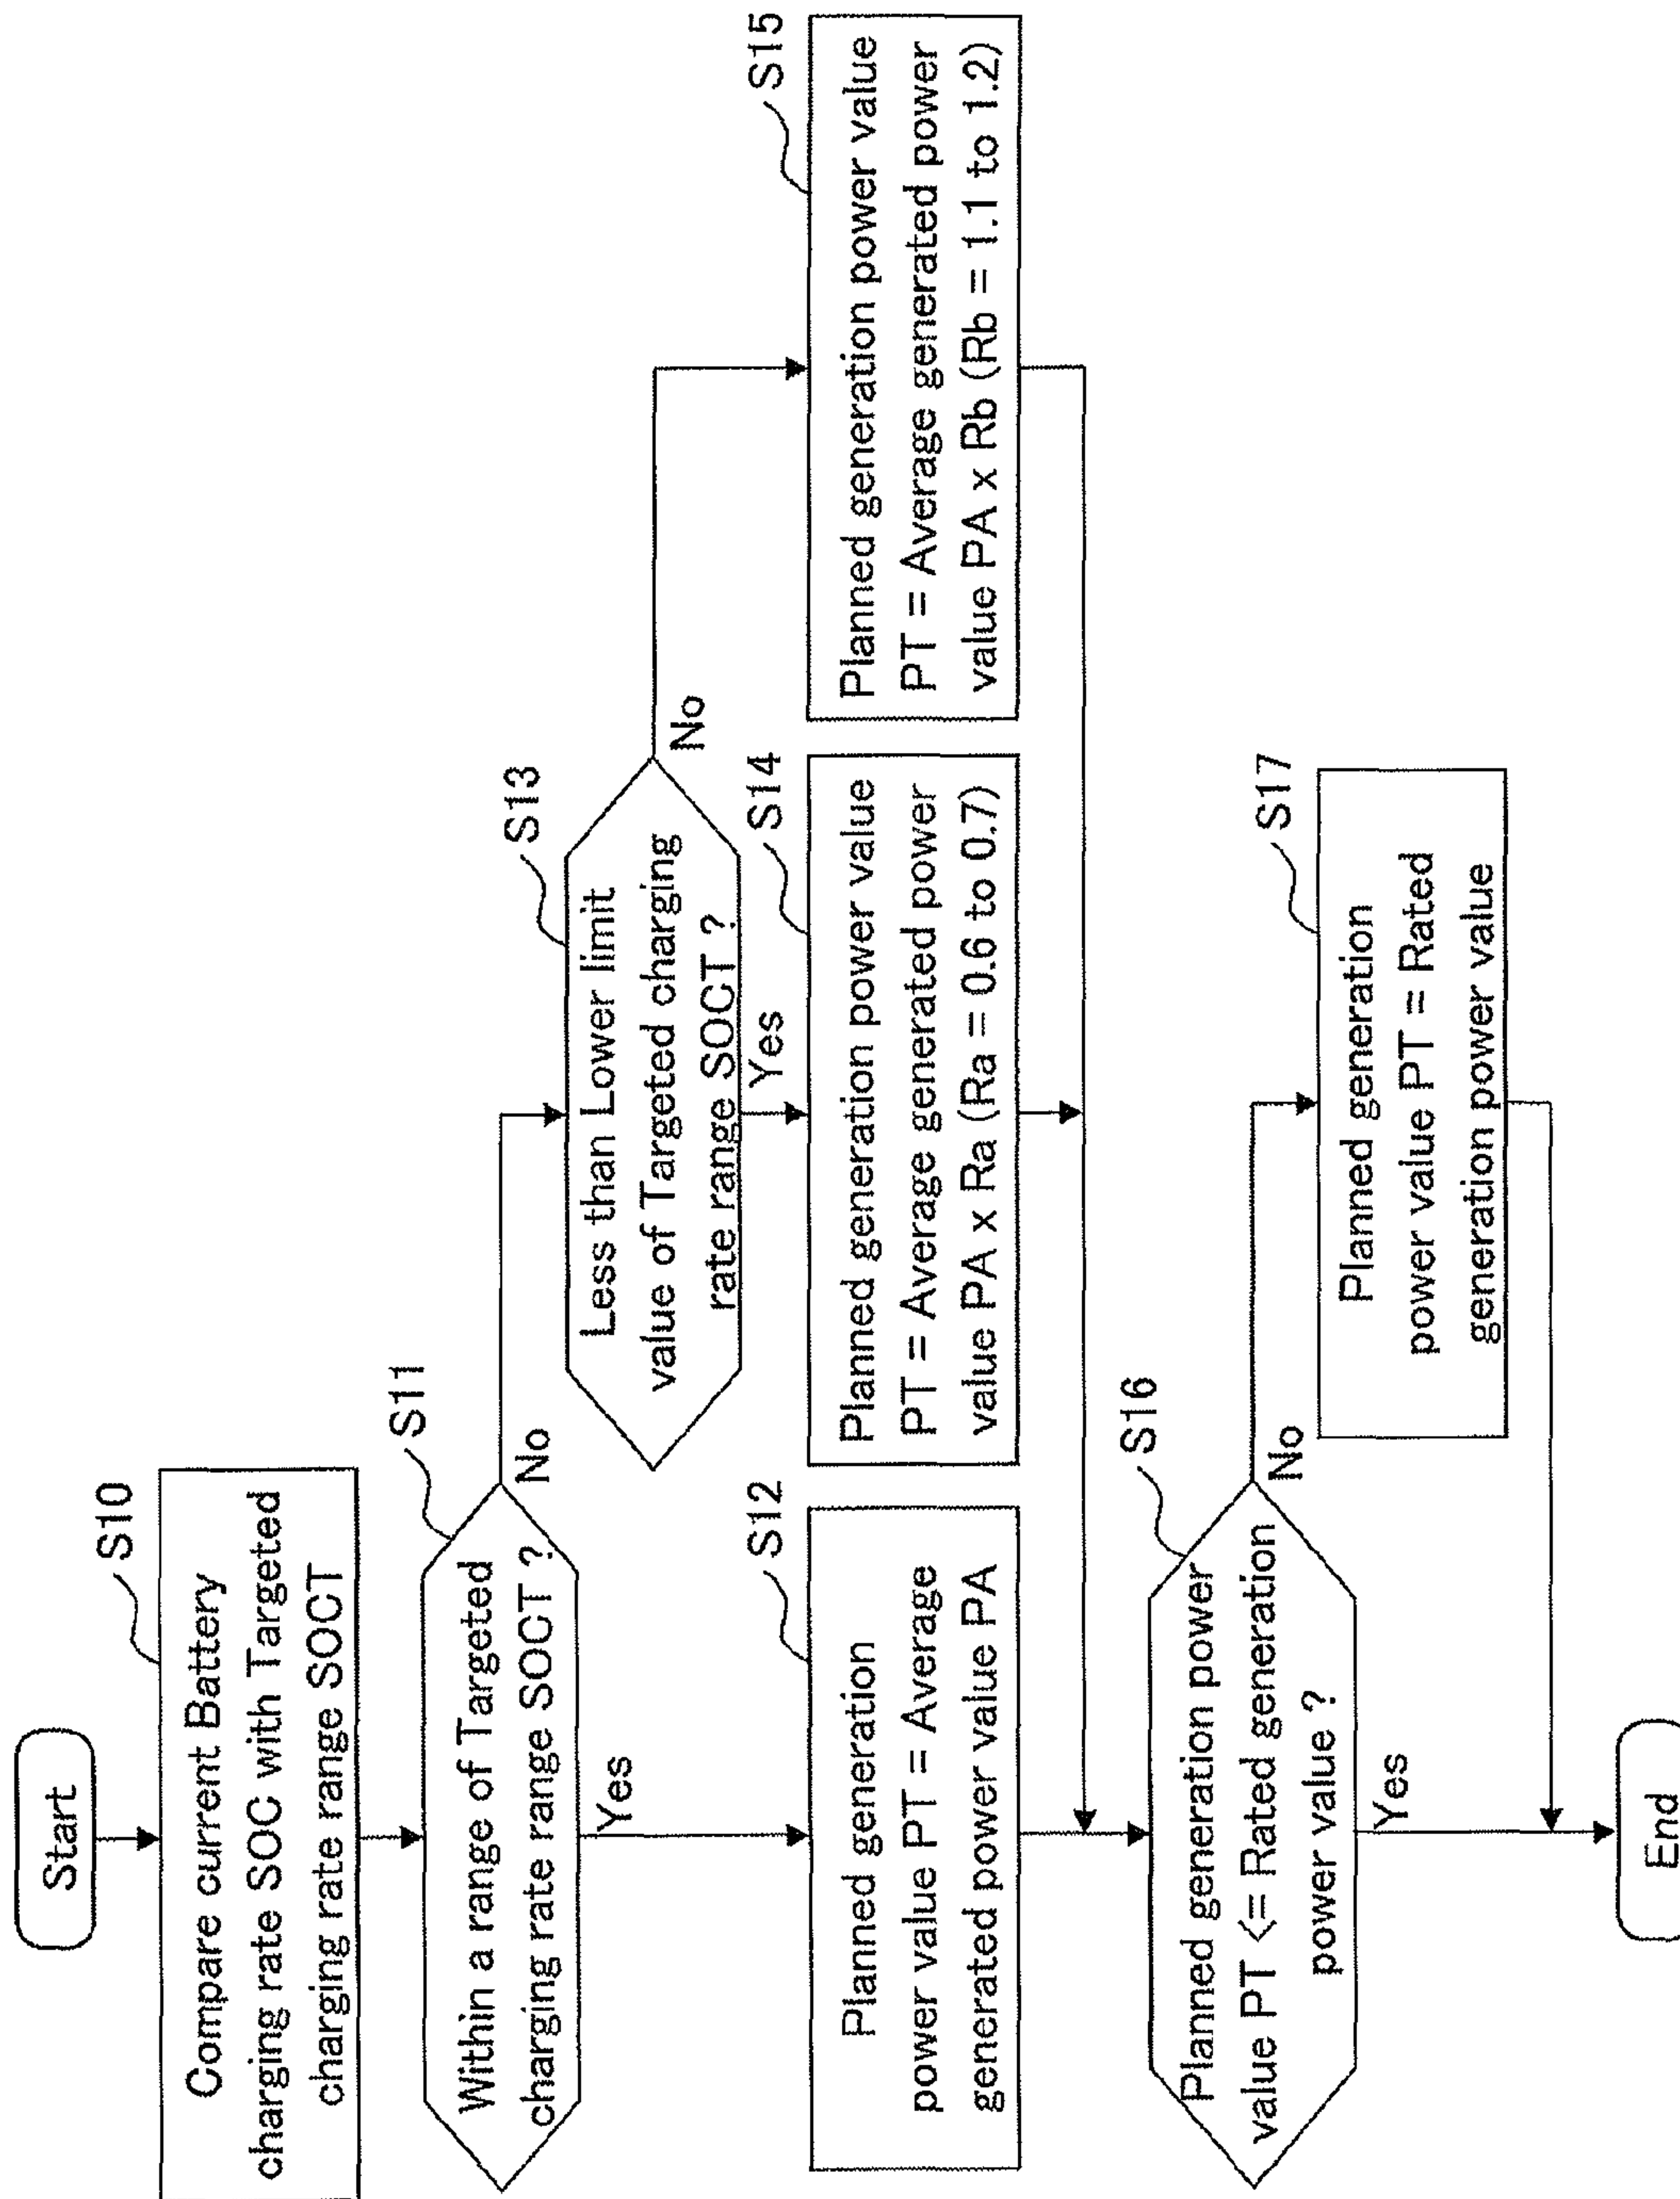 Start
S10
Compare current Battery
charging rate SOC with Targeted
charging rate range SOCT
S11
Within a range of Targeted
charging rate range SOCT ?
No
Yes
S13
Less than Lower limit
value of Targeted charging
rate range SOCT ?
No
Yes
S12
Planned generation
power value PT = Average
generated power value PA
S14
Planned generation power value
PT = Average generated power
value PA x Ra (Ra = 0.6 to 0.7)
S15
Planned generation power value
PT = Average generated power
value PA x Rb (Rb = 1.1 to 1.2)
S16
Planned generation power
value PT <= Rated generation
power value ?
No
Yes
S17
Planned generation
power value PT = Rated
generation power value
End